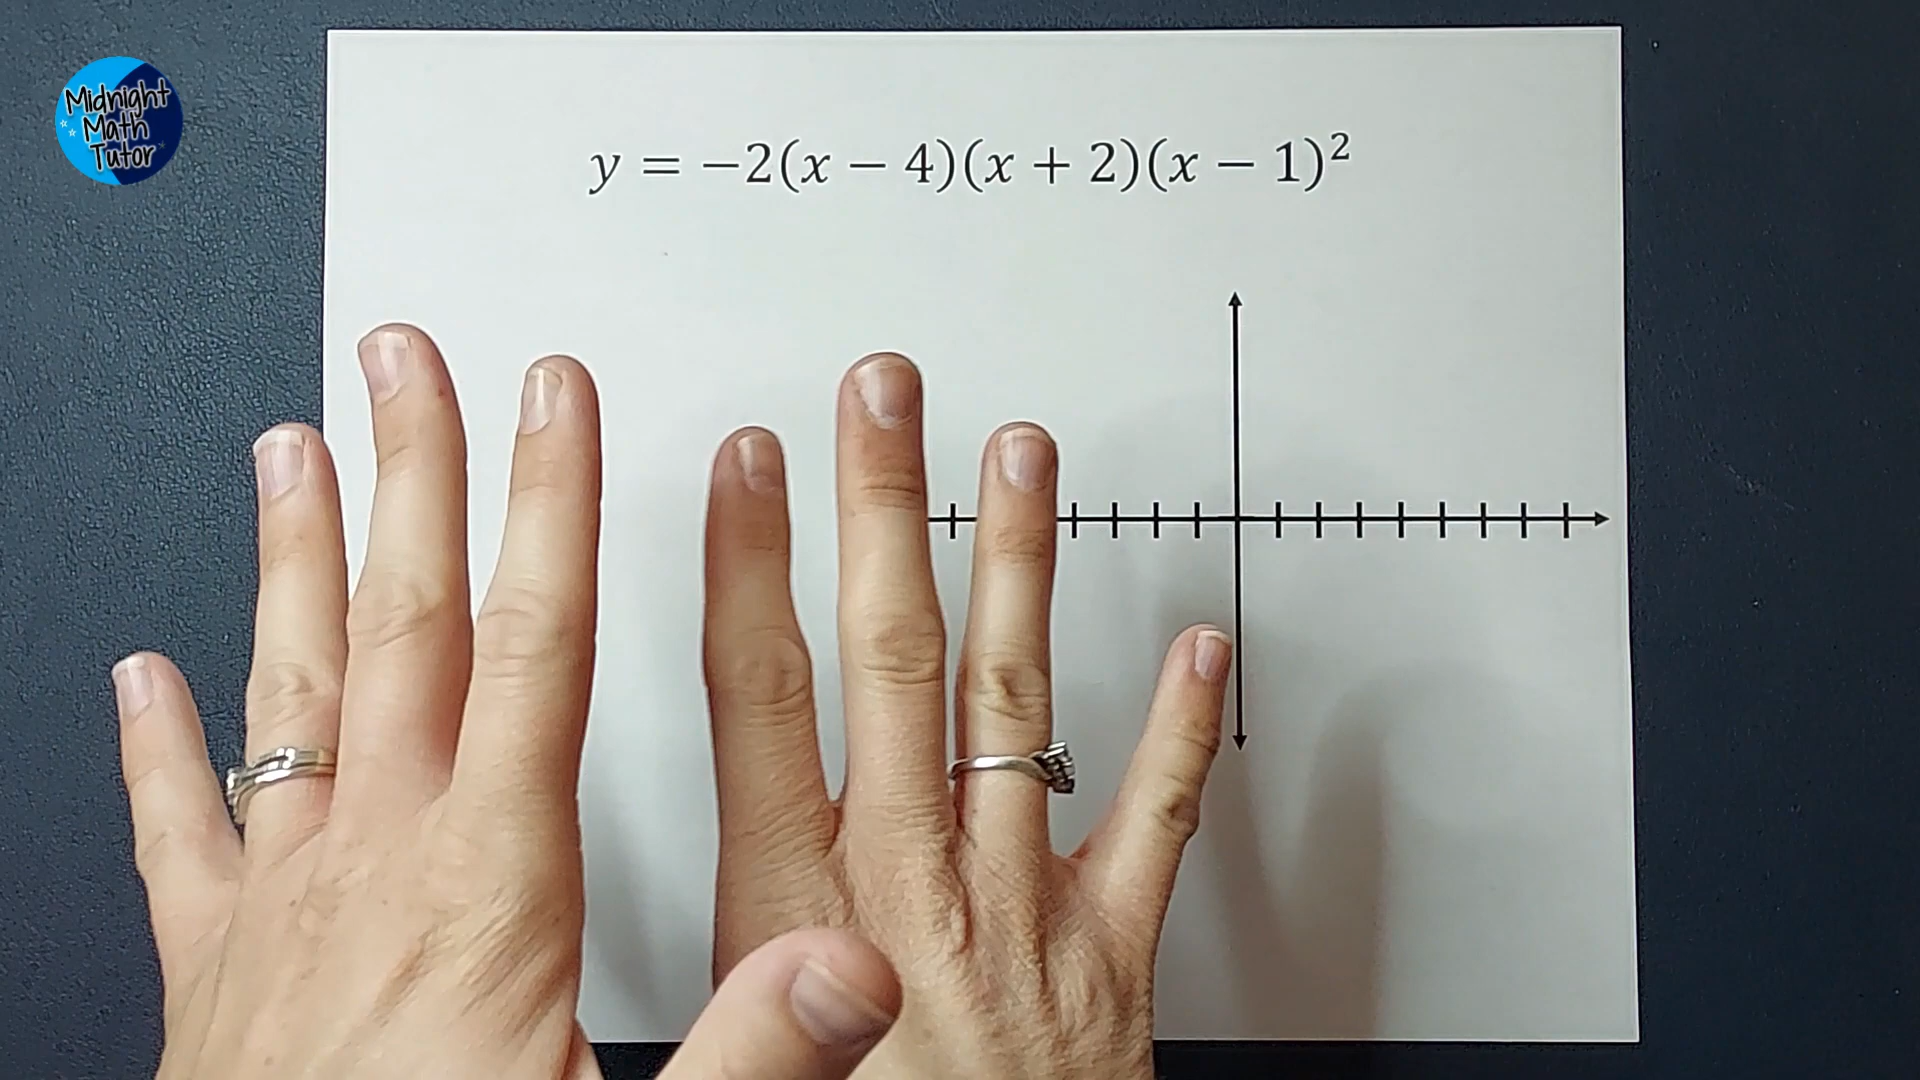 Midnight
Math
Tutor
y = −2(x − 4)(x + 2)(x − 1)²